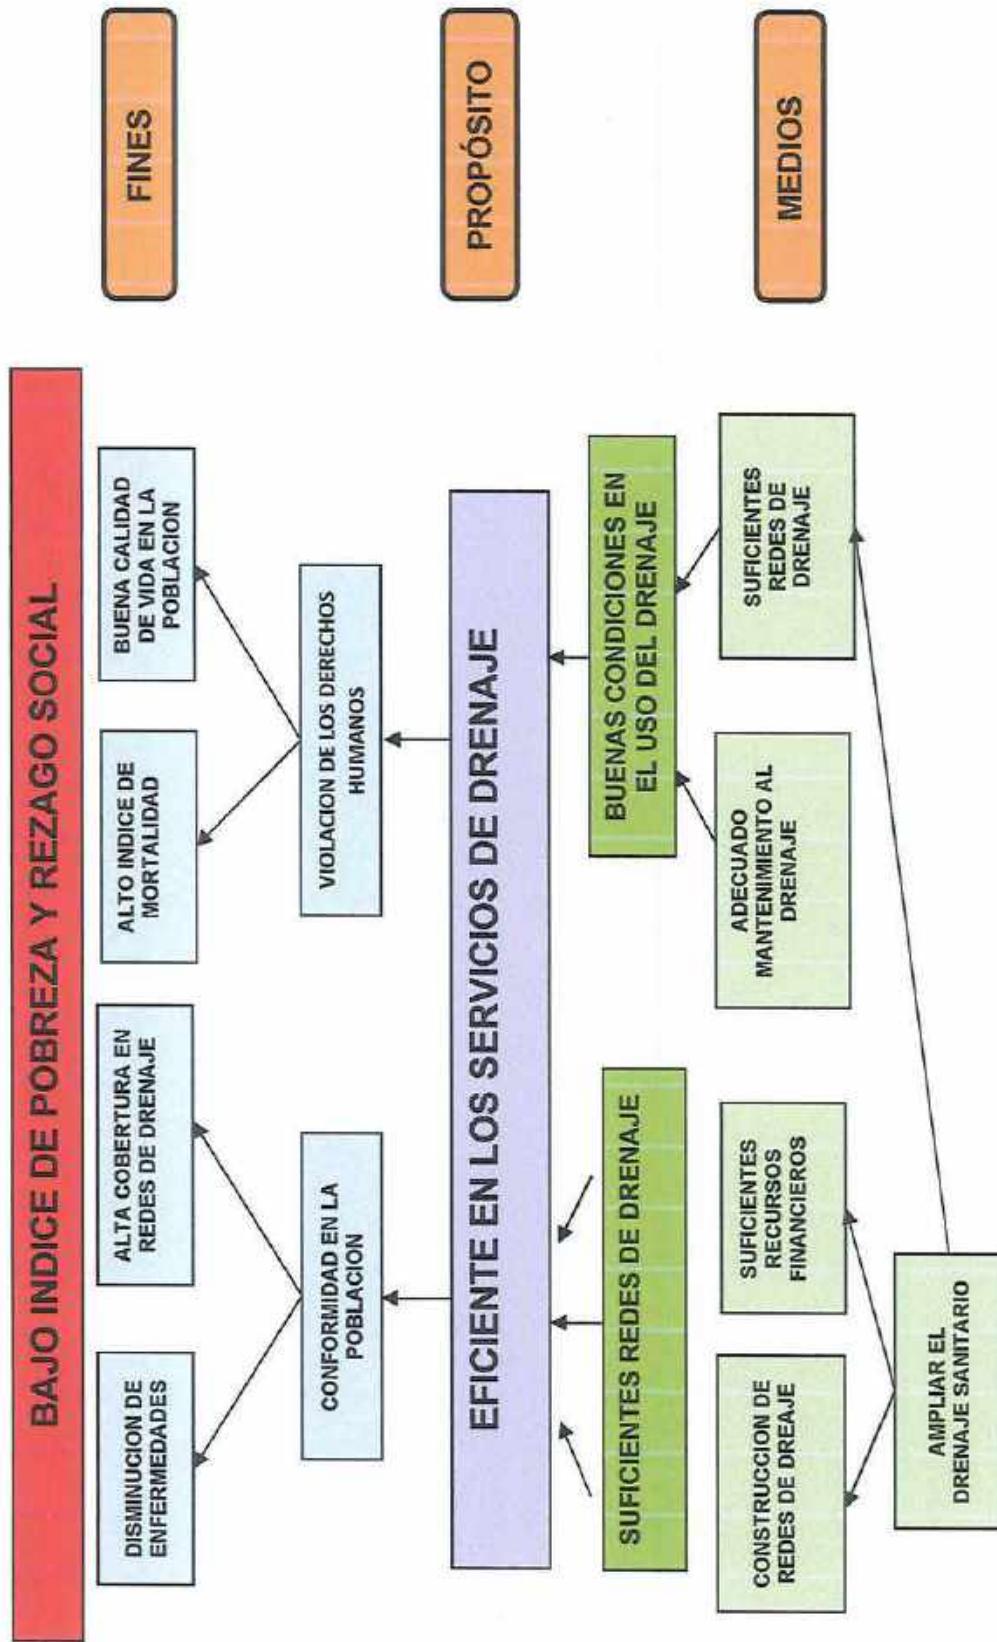 BAJO INDICE DE POBREZA Y REZAGO SOCIAL
FINES
DISMINUCION DE
ENFERMEDADES
ALTA COBERTURA EN
REDES DE DRENAJE
ALTO INDICE DE
MORTALIDAD
BUENA CALIDAD
DE VIDA EN LA
POBLACION
CONFORMIDAD EN LA
POBLACION
VIOLACION DE LOS DERECHOS
HUMANOS
EFICIENTE EN LOS SERVICIOS DE DRENAJE
PROPÓSITO
SUFICIENTES REDES DE DRENAJE
BUENAS CONDICIONES EN
EL USO DEL DRENAJE
CONSTRUCCION DE
REDES DE DREAJE
SUFICIENTES
RECURSOS
FINANCIEROS
ADECUADO
MANTENIMIENTO AL
DRENAJE
SUFICIENTES
REDES DE
DRENAJE
MEDIOS
AMPLIAR EL
DRENAJE SANITARIO